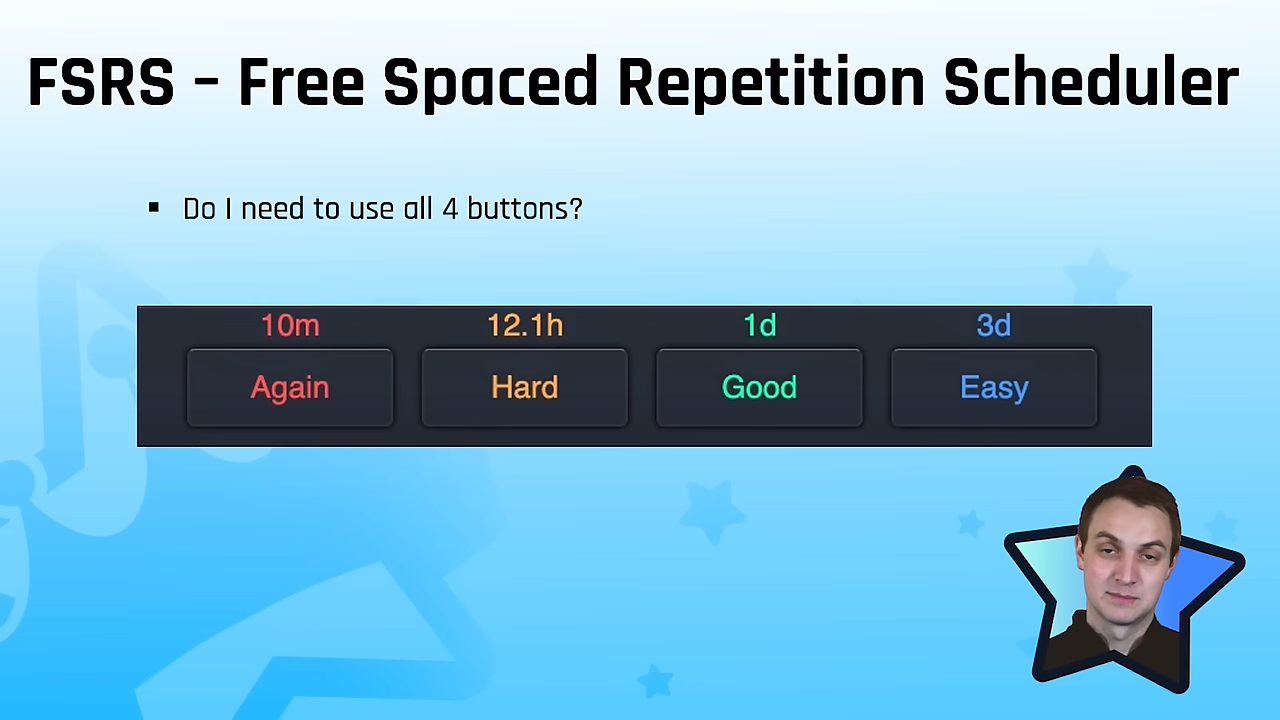 FSRS – Free Spaced Repetition Scheduler
▪ Do I need to use all 4 buttons?
10m 12.1h 1d 3d
Again Hard Good Easy